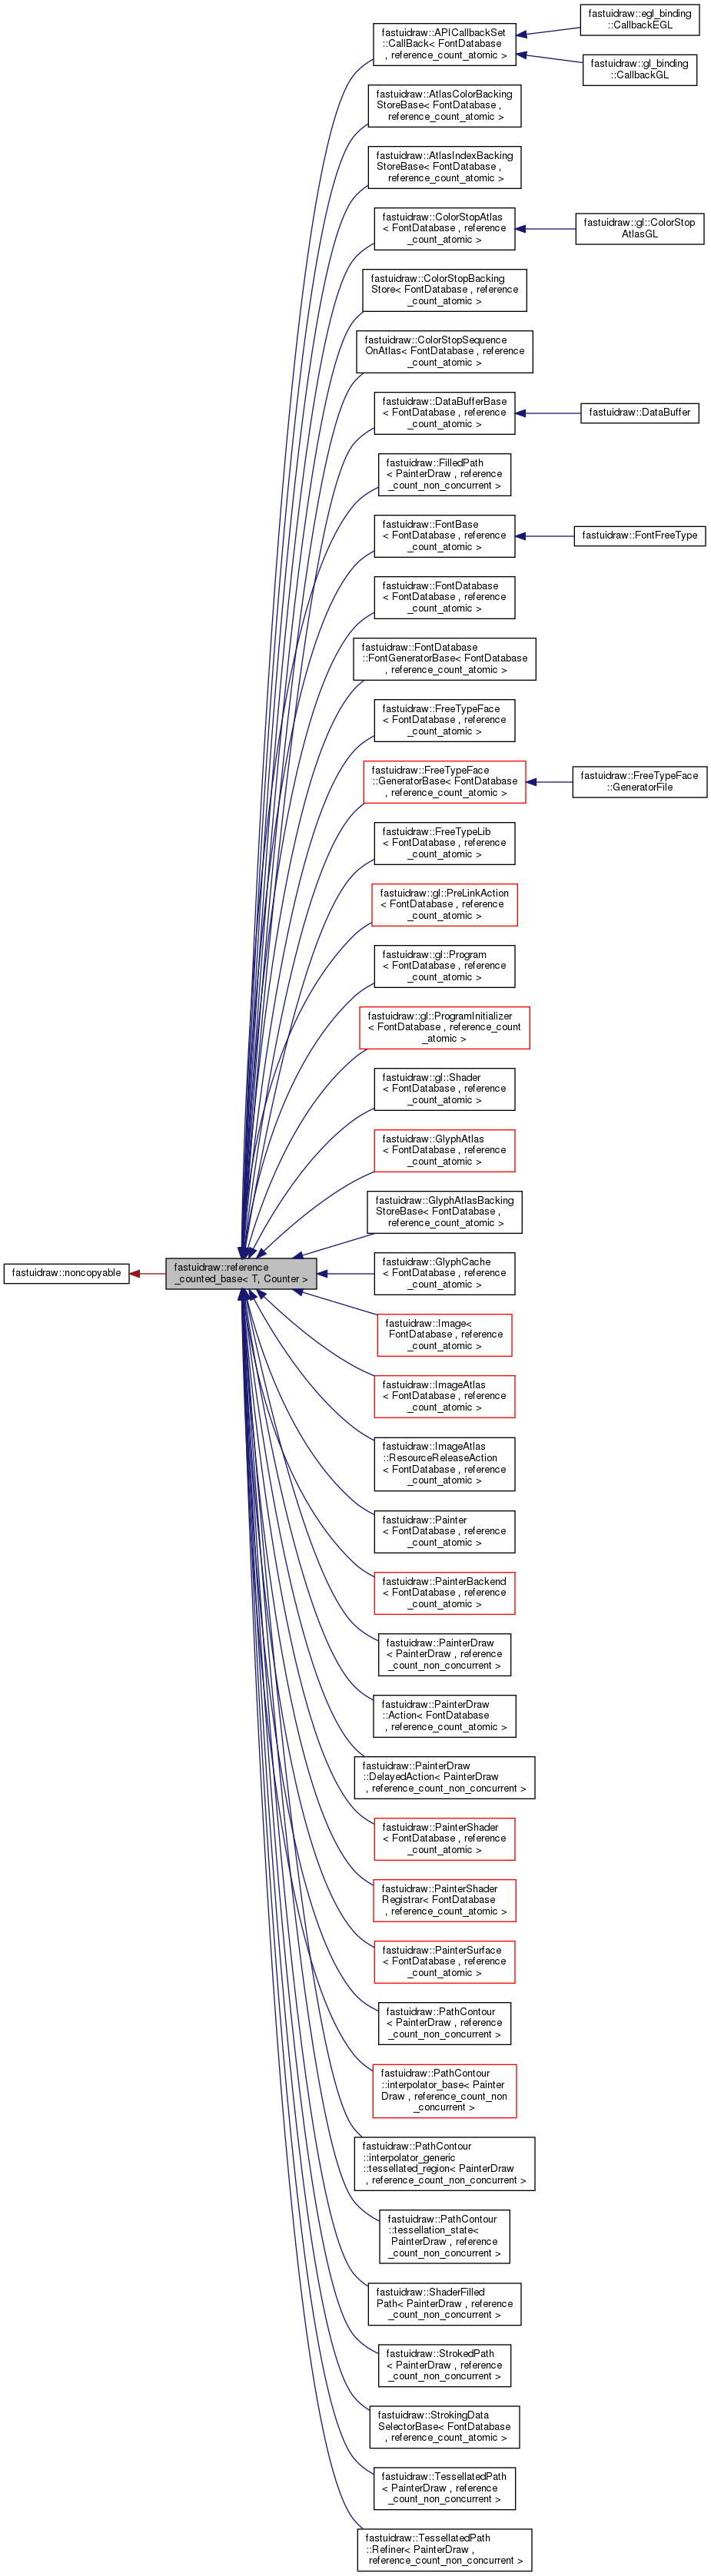 fastuidraw::APICallbackSet
::CallBack< FontDatabase
, reference_count_atomic >
fastuidraw::egl_binding
::CallbackEGL
fastuidraw::gl_binding
::CallbackGL
fastuidraw::AtlasColorBacking
StoreBase< FontDatabase ,
reference_count_atomic >
fastuidraw::AtlasIndexBacking
StoreBase< FontDatabase ,
reference_count_atomic >
fastuidraw::ColorStopAtlas
< FontDatabase , reference
_count_atomic >
fastuidraw::gl::ColorStop
AtlasGL
fastuidraw::ColorStopBacking
Store< FontDatabase , reference
_count_atomic >
fastuidraw::ColorStopSequence
OnAtlas< FontDatabase , reference
_count_atomic >
fastuidraw::DataBufferBase
< FontDatabase , reference
_count_atomic >
fastuidraw::DataBuffer
fastuidraw::FilledPath
< PainterDraw , reference
_count_non_concurrent >
fastuidraw::FontBase
< FontDatabase , reference
_count_atomic >
fastuidraw::FontFreeType
fastuidraw::FontDatabase
< FontDatabase , reference
_count_atomic >
fastuidraw::FontDatabase
::FontGeneratorBase< FontDatabase
, reference_count_atomic >
fastuidraw::FreeTypeFace
< FontDatabase , reference
_count_atomic >
fastuidraw::FreeTypeFace
::GeneratorBase< FontDatabase
, reference_count_atomic >
fastuidraw::FreeTypeFace
::GeneratorFile
fastuidraw::FreeTypeLib
< FontDatabase , reference
_count_atomic >
fastuidraw::gl::PreLinkAction
< FontDatabase , reference
_count_atomic >
fastuidraw::gl::Program
< FontDatabase , reference
_count_atomic >
fastuidraw::gl::ProgramInitializer
< FontDatabase , reference_count
_atomic >
fastuidraw::gl::Shader
< FontDatabase , reference
_count_atomic >
fastuidraw::GlyphAtlas
< FontDatabase , reference
_count_atomic >
fastuidraw::GlyphAtlasBacking
StoreBase< FontDatabase ,
reference_count_atomic >
fastuidraw::noncopyable
fastuidraw::reference
_counted_base< T, Counter >
fastuidraw::GlyphCache
< FontDatabase , reference
_count_atomic >
fastuidraw::Image<
FontDatabase , reference
_count_atomic >
fastuidraw::ImageAtlas
< FontDatabase , reference
_count_atomic >
fastuidraw::ImageAtlas
::ResourceReleaseAction
< FontDatabase , reference
_count_atomic >
fastuidraw::Painter
< FontDatabase , reference
_count_atomic >
fastuidraw::PainterBackend
< FontDatabase , reference
_count_atomic >
fastuidraw::PainterDraw
< PainterDraw , reference
_count_non_concurrent >
fastuidraw::PainterDraw
::Action< FontDatabase
, reference_count_atomic >
fastuidraw::PainterDraw
::DelayedAction< PainterDraw
, reference_count_non_concurrent >
fastuidraw::PainterShader
< FontDatabase , reference
_count_atomic >
fastuidraw::PainterShader
Registrar< FontDatabase
, reference_count_atomic >
fastuidraw::PainterSurface
< FontDatabase , reference
_count_atomic >
fastuidraw::PathContour
< PainterDraw , reference
_count_non_concurrent >
fastuidraw::PathContour
::interpolator_base< Painter
Draw , reference_count_non
_concurrent >
fastuidraw::PathContour
::interpolator_generic
::tessellated_region< PainterDraw
, reference_count_non_concurrent >
fastuidraw::PathContour
::tessellation_state<
PainterDraw , reference
_count_non_concurrent >
fastuidraw::ShaderFilled
Path< PainterDraw , reference
_count_non_concurrent >
fastuidraw::StrokedPath
< PainterDraw , reference
_count_non_concurrent >
fastuidraw::StrokingData
SelectorBase< FontDatabase
, reference_count_atomic >
fastuidraw::TessellatedPath
< PainterDraw , reference
_count_non_concurrent >
fastuidraw::TessellatedPath
::Refiner< PainterDraw ,
reference_count_non_concurrent >